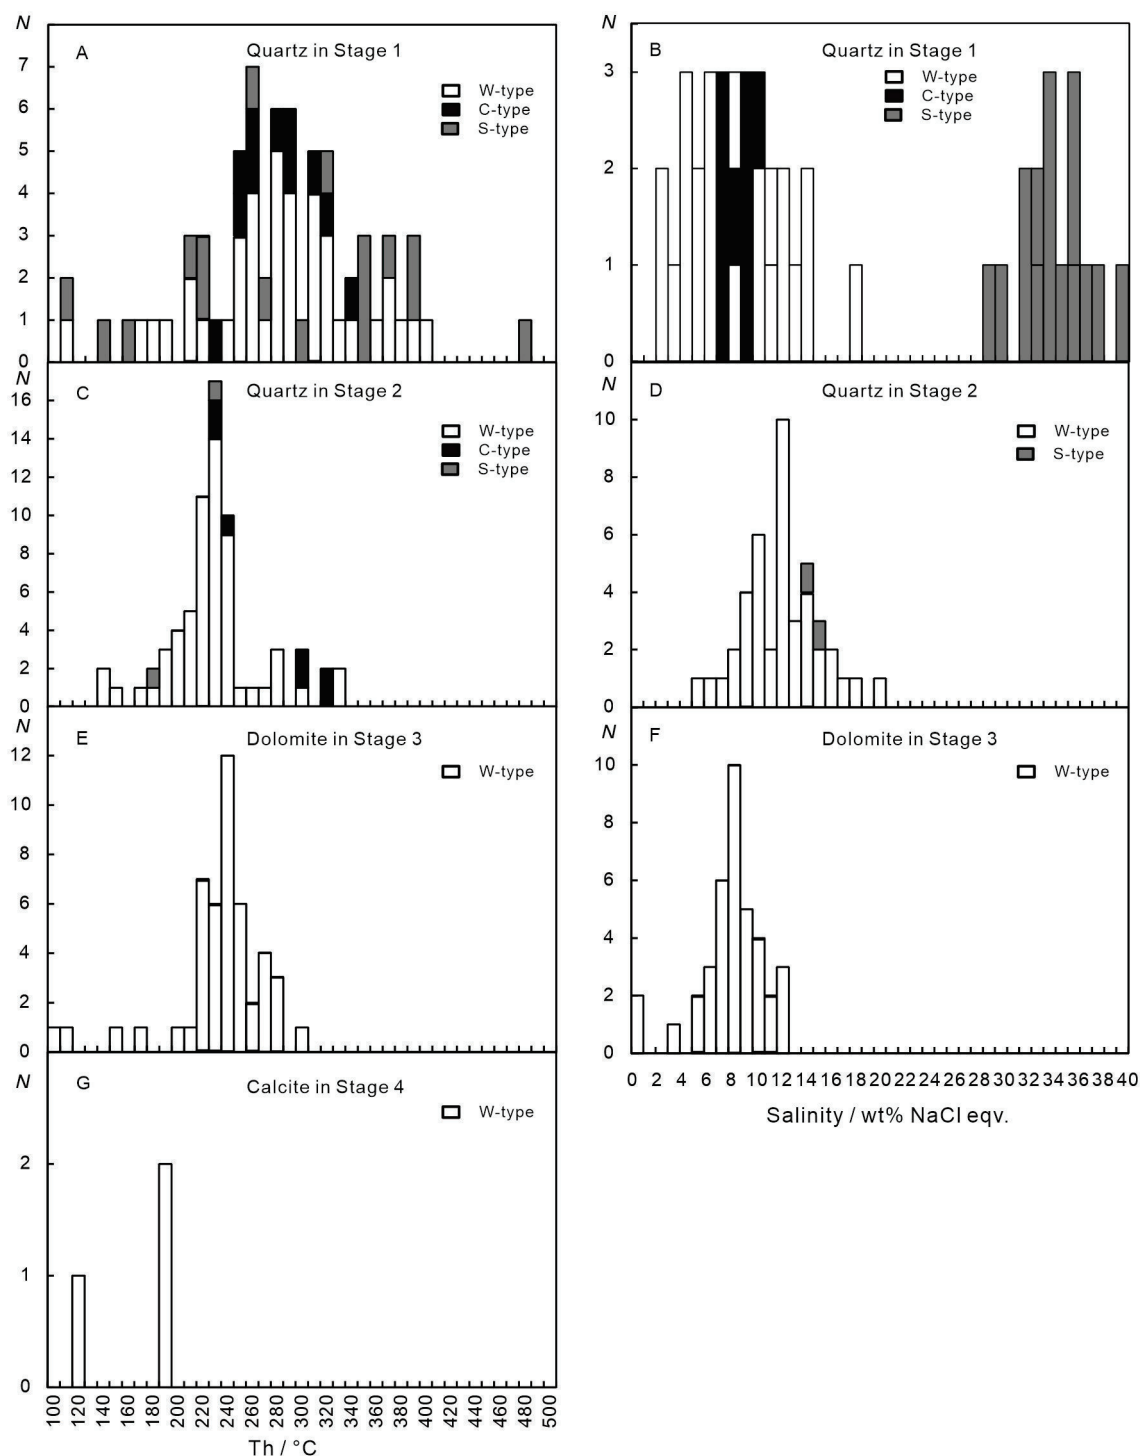 N
A
Quartz in Stage 1
W-type
C-type
S-type
7
6
5
4
3
2
1
0
N
B
Quartz in Stage 1
W-type
C-type
S-type
3
2
1
0
N
C
Quartz in Stage 2
W-type
C-type
S-type
16
14
12
10
8
6
4
2
0
N
D
Quartz in Stage 2
W-type
S-type
10
8
6
4
2
0
N
E
Dolomite in Stage 3
W-type
12
10
8
6
4
2
0
N
F
Dolomite in Stage 3
W-type
10
8
6
4
2
0
0 2 4 6 8 10 12 14 16 18 20 22 24 26 28 30 32 34 36 38 40
Salinity / wt% NaCl eqv.
N
G
Calcite in Stage 4
W-type
2
1
0
100 120 140 160 180 200 220 240 260 280 300 320 340 360 380 400 420 440 460 480 500
Th / °C